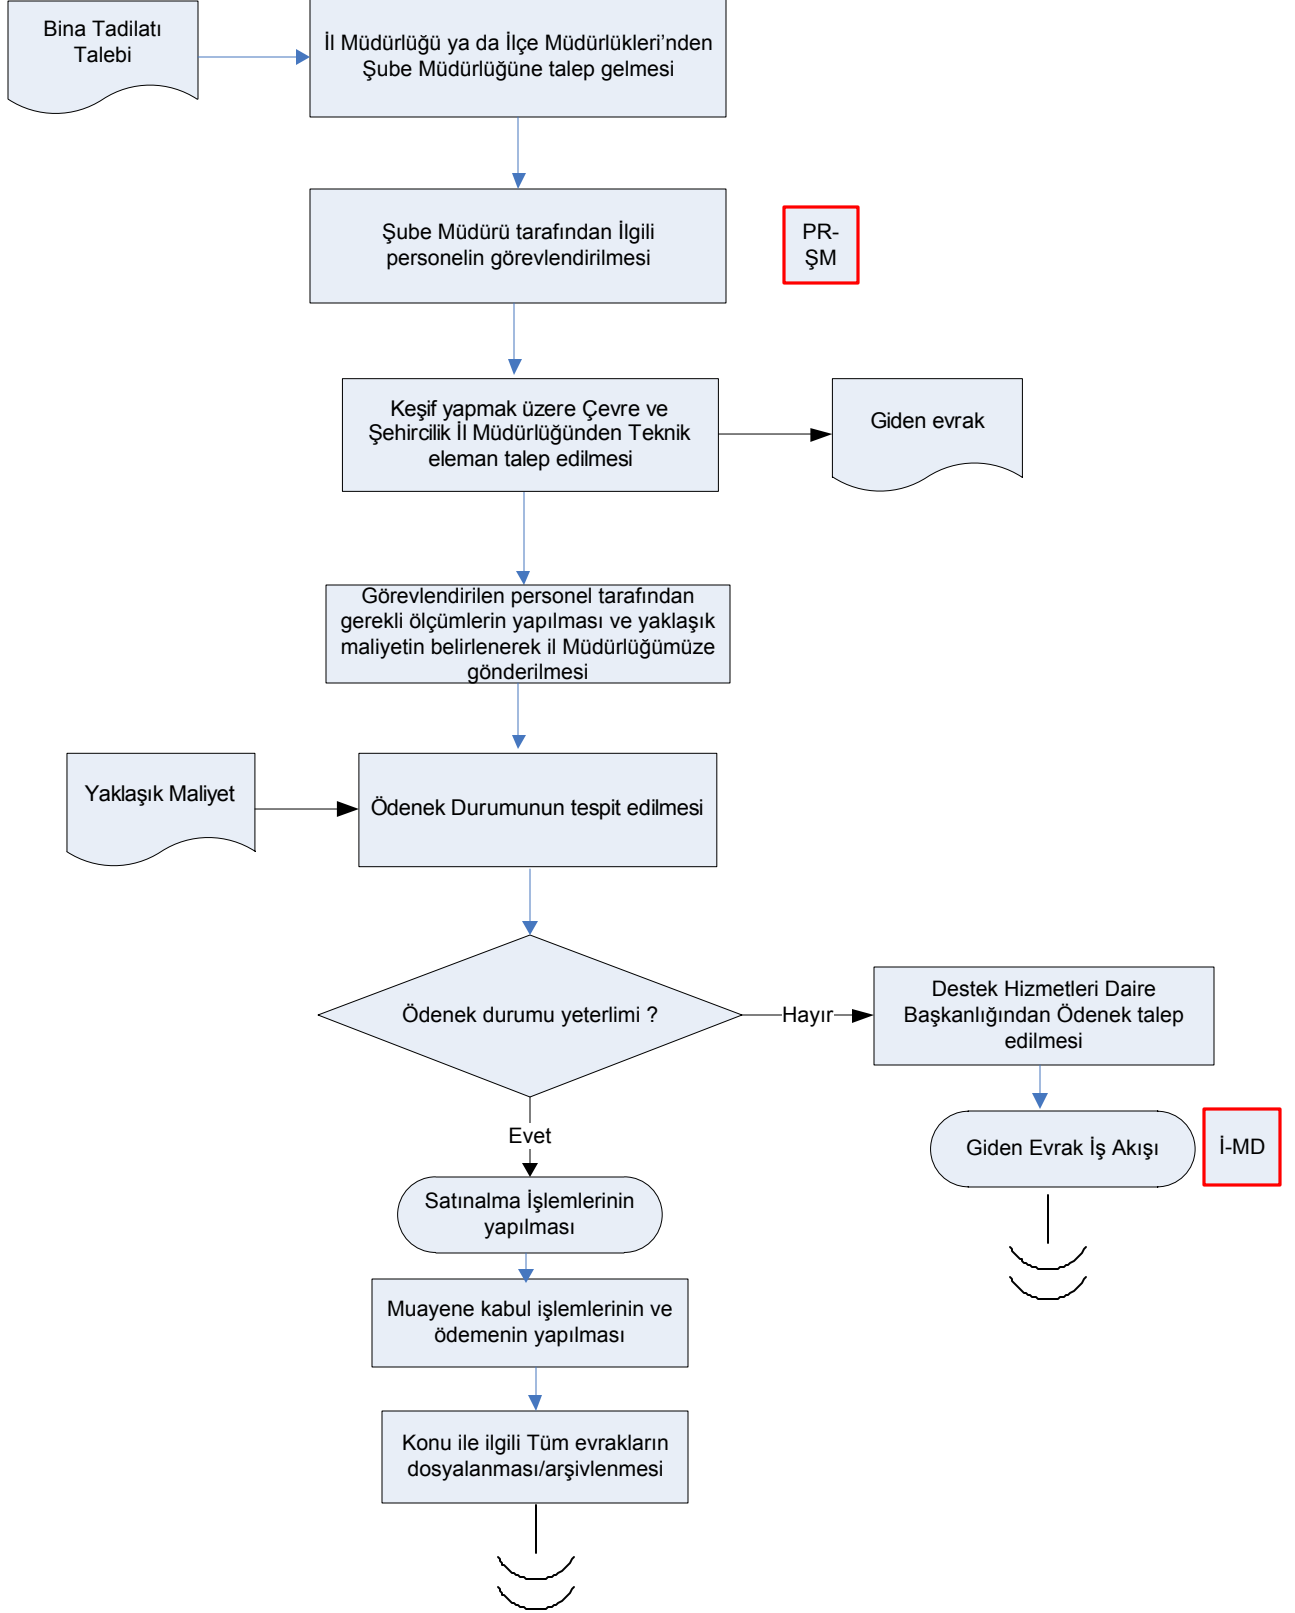 Bina Tadilatı
Talebi
İl Müdürlüğü ya da İlçe Müdürlükleri’nden
Şube Müdürlüğüne talep gelmesi
Şube Müdürü tarafından İlgili
personelin görevlendirilmesi
PR-
ŞM
Keşif yapmak üzere Çevre ve
Şehircilik İl Müdürlüğünden Teknik
eleman talep edilmesi
Giden evrak
Görevlendirilen personel tarafından
gerekli ölçümlerin yapılması ve yaklaşık
maliyetin belirlenerek il Müdürlüğümüze
gönderilmesi
Yaklaşık Maliyet
Ödenek Durumunun tespit edilmesi
Ödenek durumu yeterlimi ?
Hayır
Destek Hizmetleri Daire
Başkanlığından Ödenek talep
edilmesi
Evet
Giden Evrak İş Akışı
İ-MD
Satınalma İşlemlerinin
yapılması
Muayene kabul işlemlerinin ve
ödemenin yapılması
Konu ile ilgili Tüm evrakların
dosyalanması/arşivlenmesi